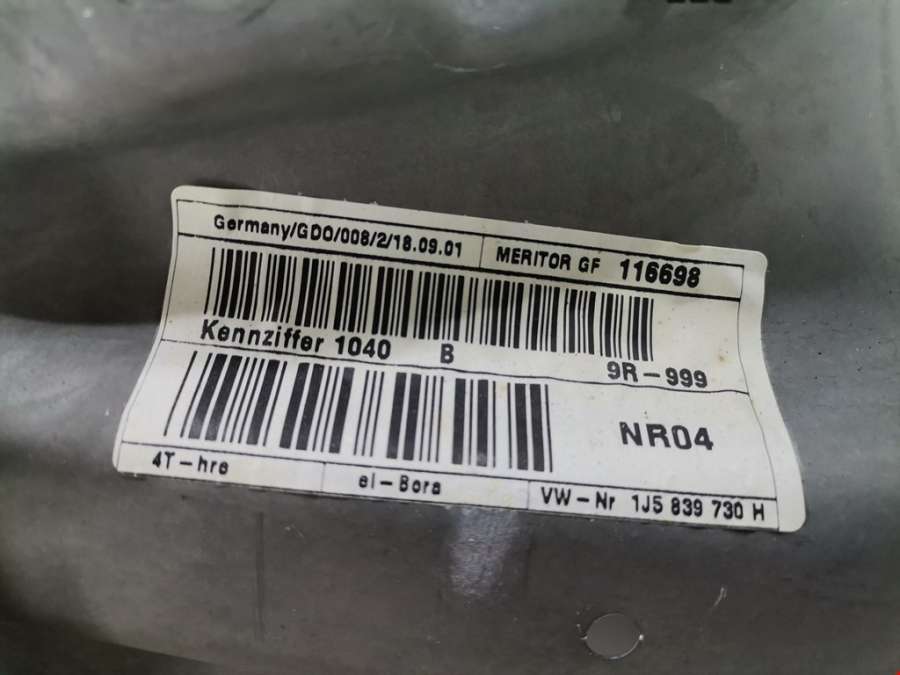 Germany/GDO/008/2/18.09.01 MERITOR GF 116698
Kennziffer 1040 B 9R-999
NR04
4T-hre el-Bora VW-Nr 1J5 839 730 H